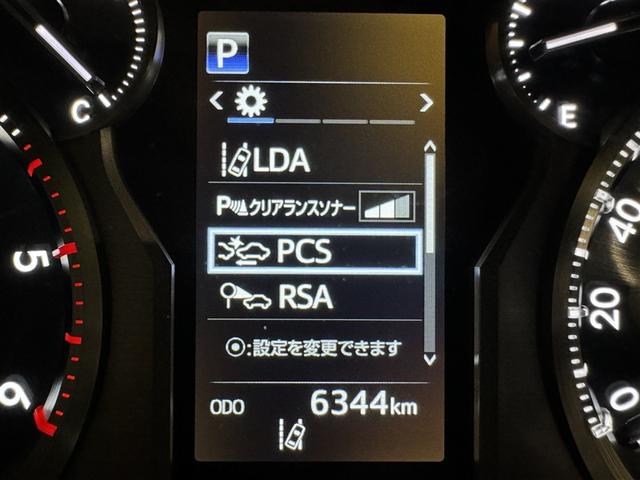 P
C
E
LDA
P クリアランスソナー
PCS
RSA
⦿:設定を変更できます
ODO 6344km
5
6
40
20
0